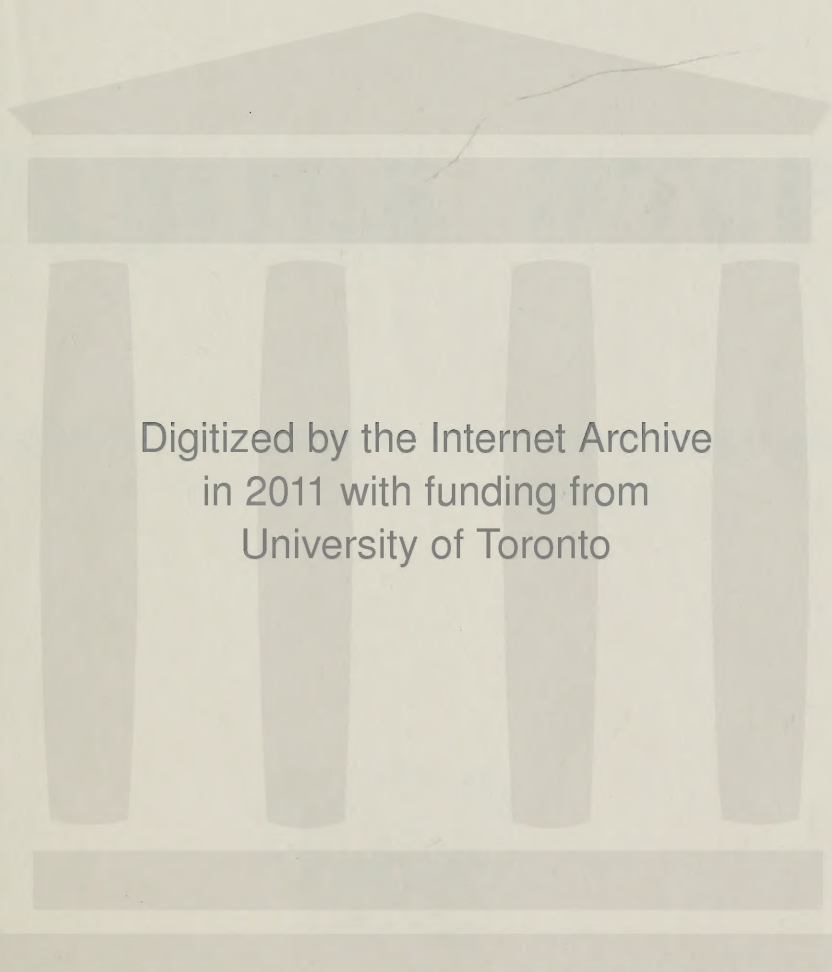 Digitized by the Internet Archive
in 2011 with funding from
University of Toronto